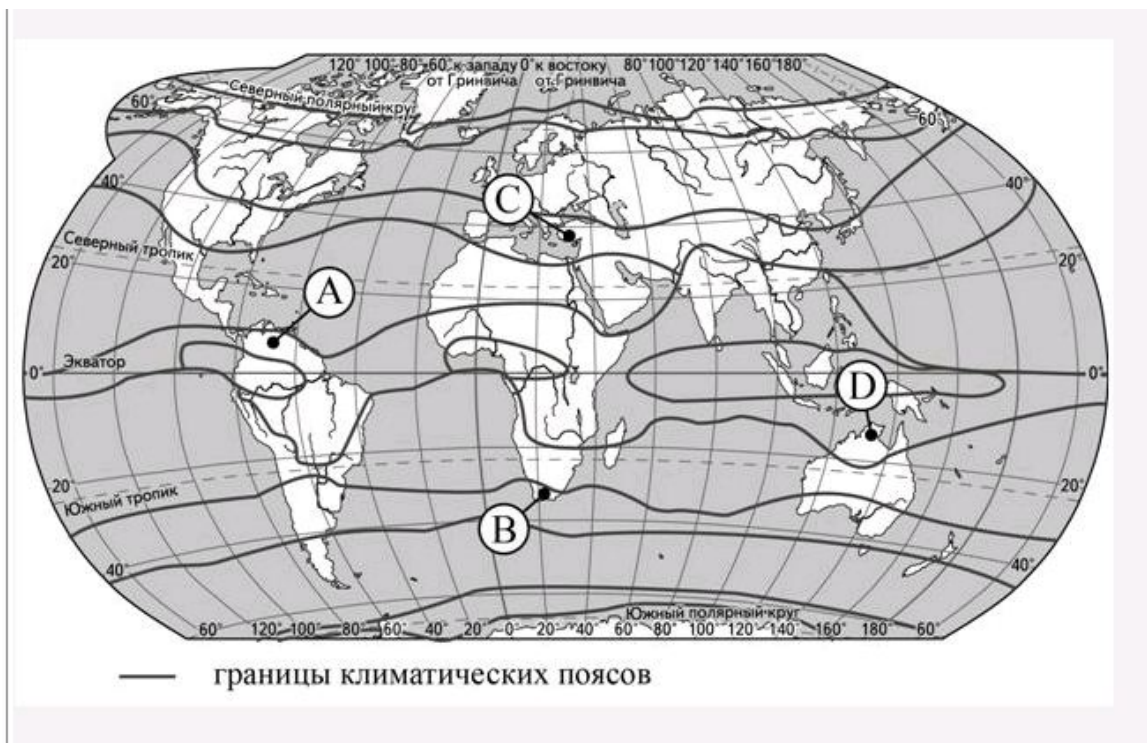 120° 100° 80° 60° к западу 0° к востоку 80° 100° 120° 140° 160° 180°
от Гринвича от Гринвича
Северный полярный круг
60° 60°
40° 40°
C
Северный тропик
20° 20°
A
Экватор
0° 0°
D
20° 20°
Южный тропик
B
40° 40°
Южный полярный круг
60° 120° 100° 80° 60° 40° 20° 0° 20° 40° 60° 80° 100° 120° 140° 160° 180° 60°
границы климатических поясов